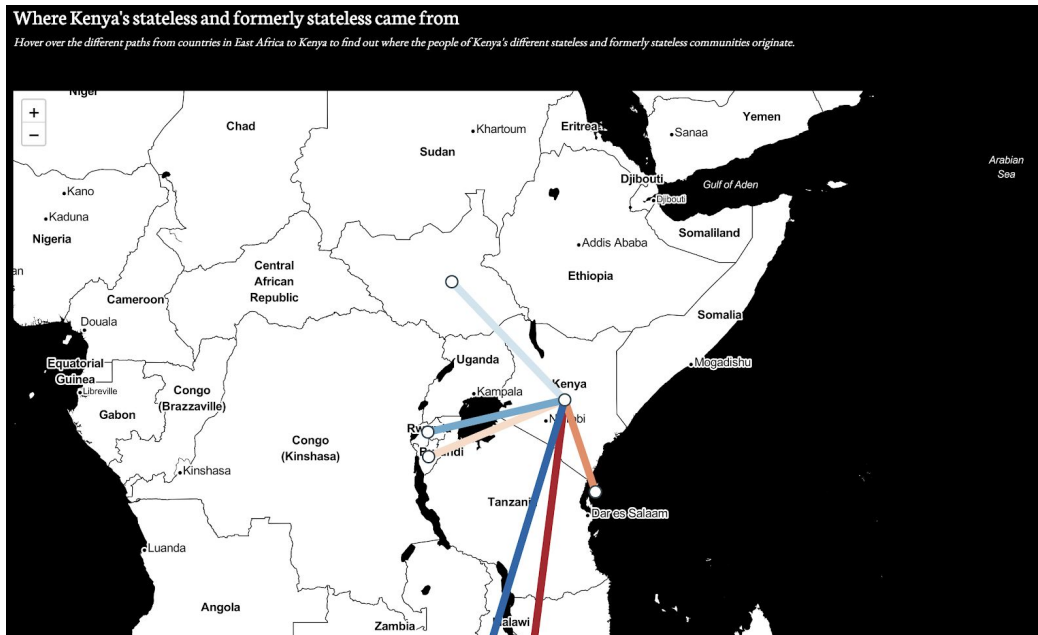 Where Kenya's stateless and formerly stateless came from
Hover over the different paths from countries in East Africa to Kenya to find out where the people of Kenya's different stateless and formerly stateless communities originate.
+
−
Niger
Chad
Khartoum
Sudan
Eritrea
Sanaa
Yemen
Arabian
Sea
Djibouti
Gulf of Aden
Djibouti
Kano
Kaduna
Nigeria
Somaliland
Addis Ababa
Ethiopia
Central
African
Republic
Cameroon
Douala
Somalia
Equatorial
Guinea
Libreville
Uganda
Mogadishu
Kenya
Kampala
Congo
(Brazzaville)
Gabon
Congo
(Kinshasa)
Kinshasa
Tanzani
Dar es Salaam
Luanda
Angola
Zambia
Malawi